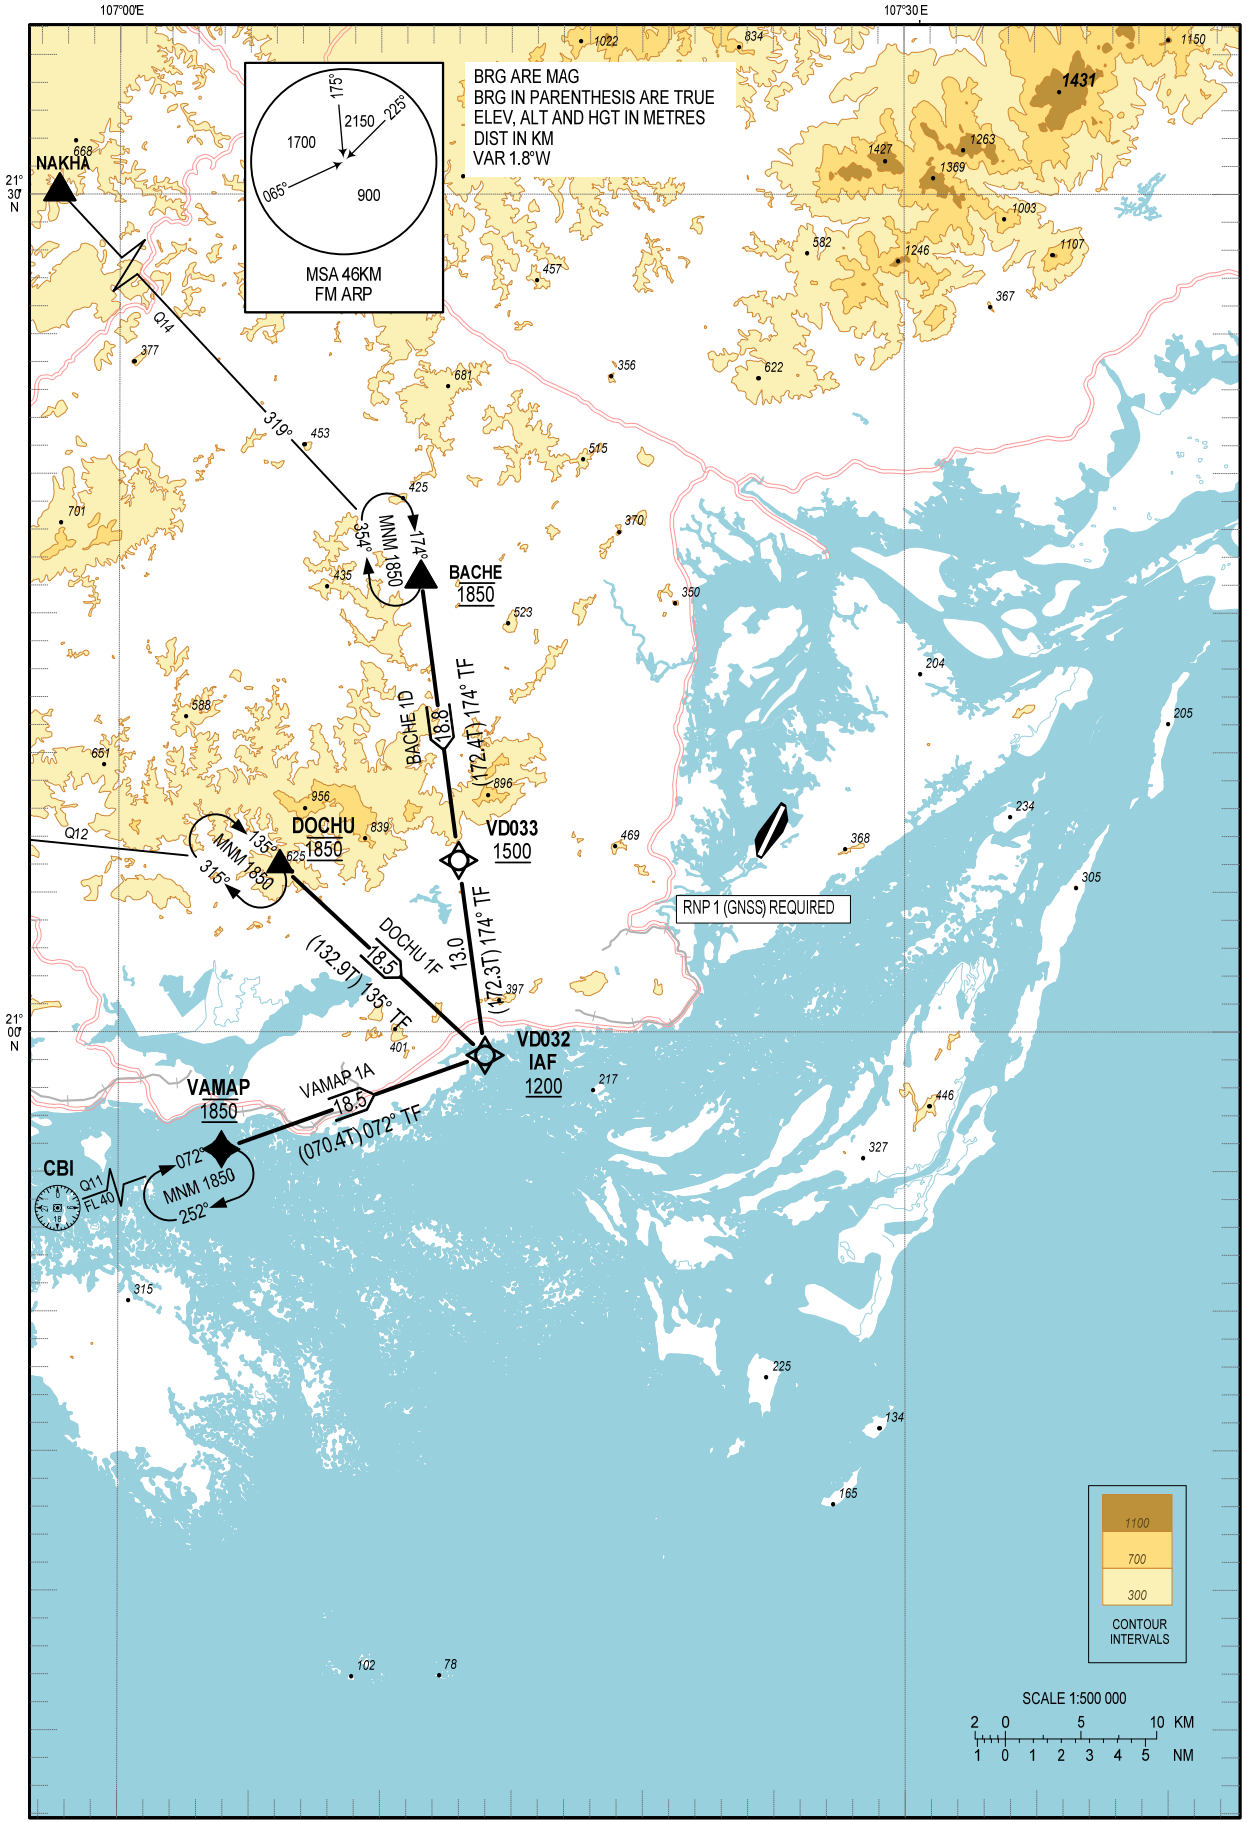 107°00'E
107°30'E
1022
834
1150
BRG ARE MAG
BRG IN PARENTHESIS ARE TRUE
ELEV, ALT AND HGT IN METRES
DIST IN KM
VAR 1.8°W
175°
225°
2150
1700
065°
900
MSA 46KM
FM ARP
1431
668
NAKHA
21°
30'
N
1427
1263
1369
1003
582
1246
1107
457
367
Q14
377
356
681
622
319°
453
515
425
701
370
354°
MNM 1850
174°
BACHE
1850
435
523
350
204
205
588
651
BACHE 1D
18.8
(172.4T) 174° TF
896
956
234
Q12
135°
MNM 1850
315°
DOCHU
1850
625
839
VD033
1500
469
368
305
RNP 1 (GNSS) REQUIRED
DOCHU 1F
18.5
(132.9T) 135° TF
13.0
(172.3T) 174° TF
397
401
21°
00'
N
VD032
IAF
1200
217
VAMAP
1850
VAMAP 1A
18.5
(070.4T) 072° TF
446
327
CBI
Q11
FL40
072°
MNM 1850
252°
18
315
225
134
165
1100
700
300
CONTOUR
INTERVALS
102
78
SCALE 1:500 000
2 0 5 10 KM
1 0 1 2 3 4 5 NM